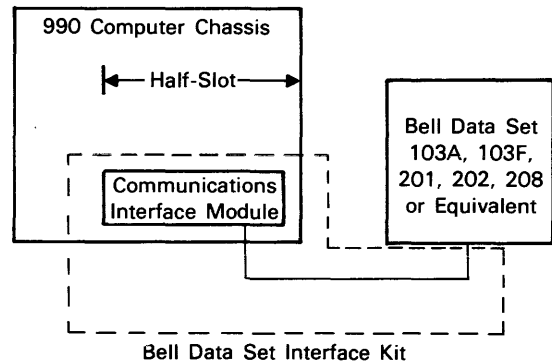 990 Computer Chassis
Half-Slot
Communications
Interface Module
Bell Data Set
103A, 103F,
201, 202, 208
or Equivalent
Bell Data Set Interface Kit